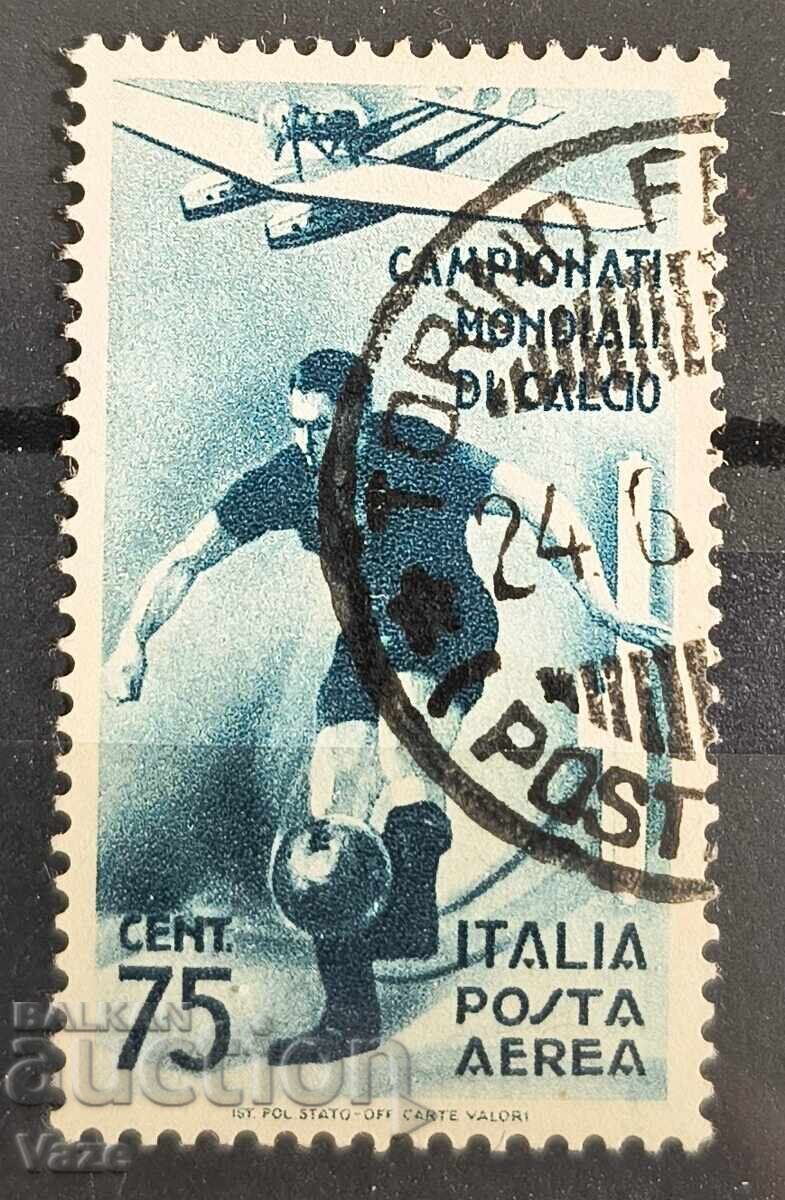 CAMPIONATI
MONDIALI
DI CALCIO
TORINO FE
24. 6
POST
CENT.
75
ITALIA
POSTA
AEREA
IST. POL. STATO-OFF. CARTE VALORI
BALKAN
auction
Vaze